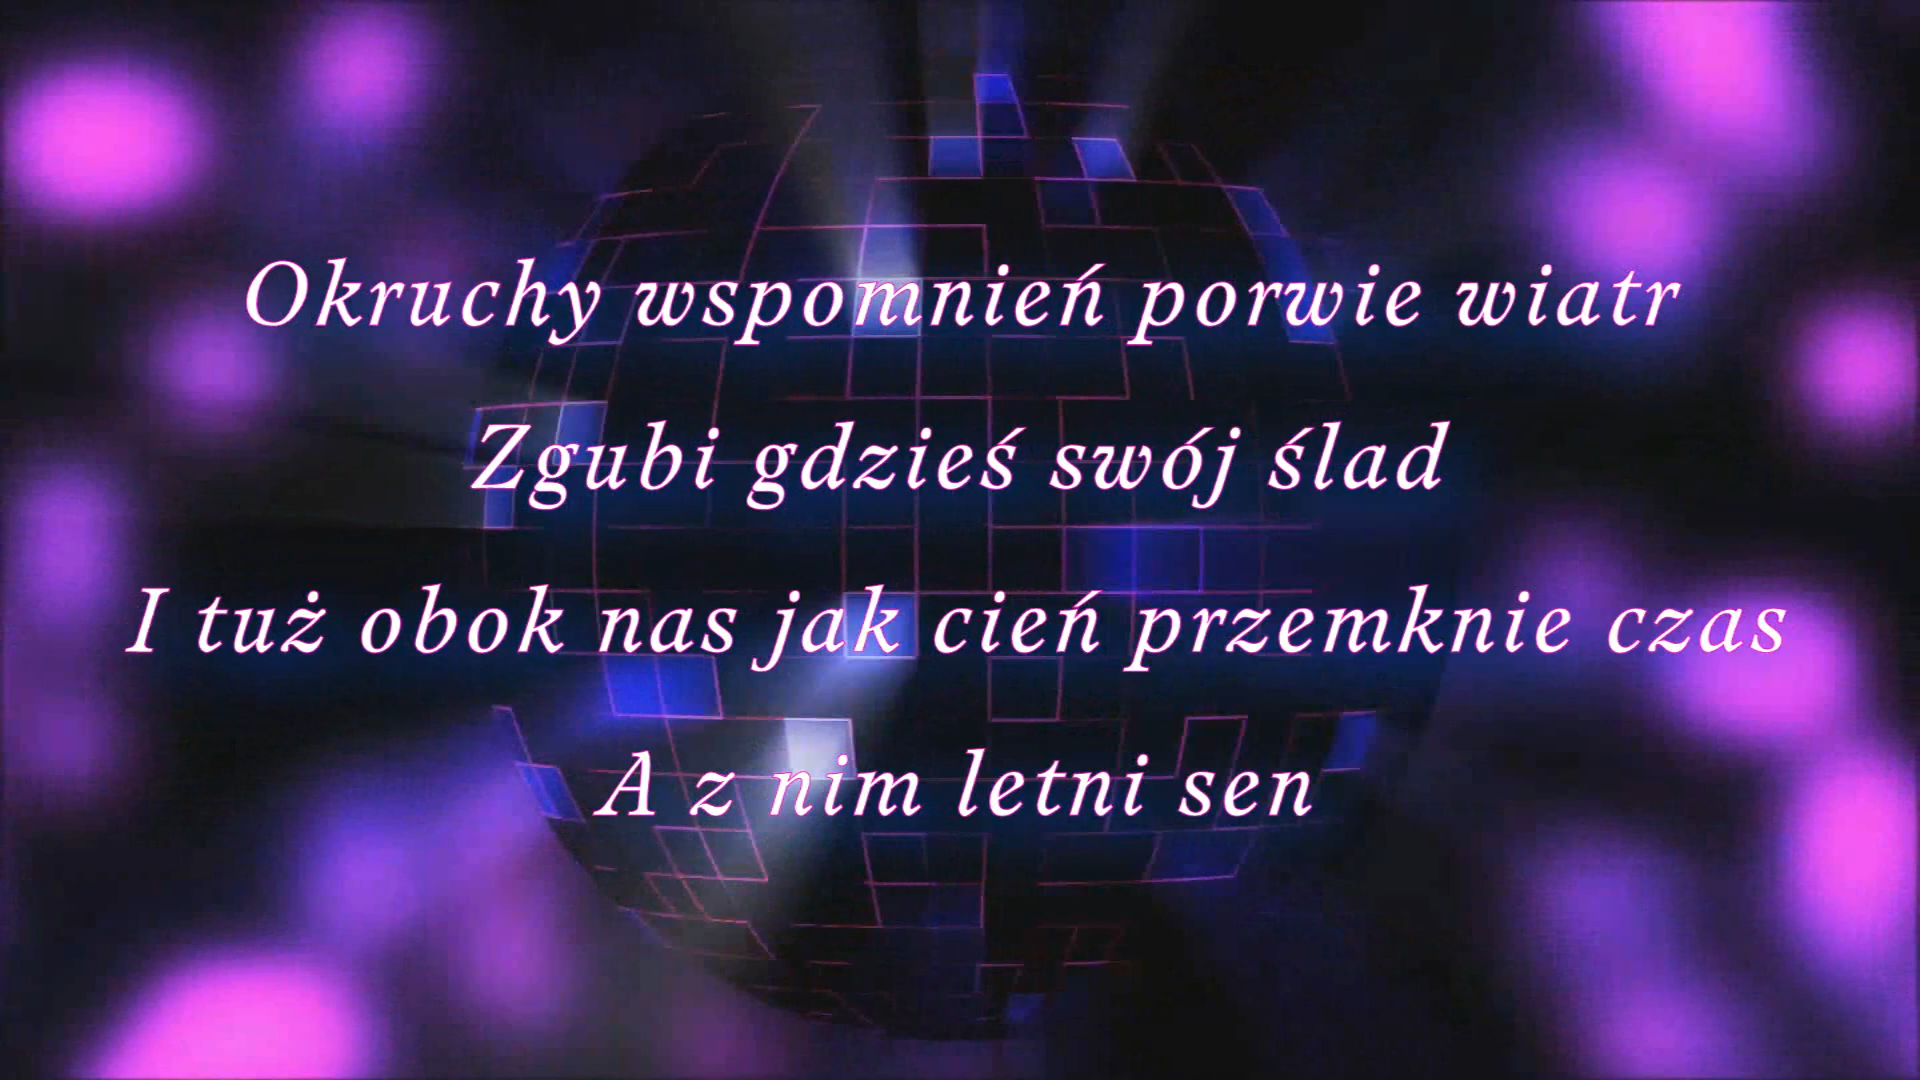 Okruchy wspomnień porwie wiatr
Zgubi gdzieś swój ślad
I tuż obok nas jak cień przemknie czas
A z nim letni sen